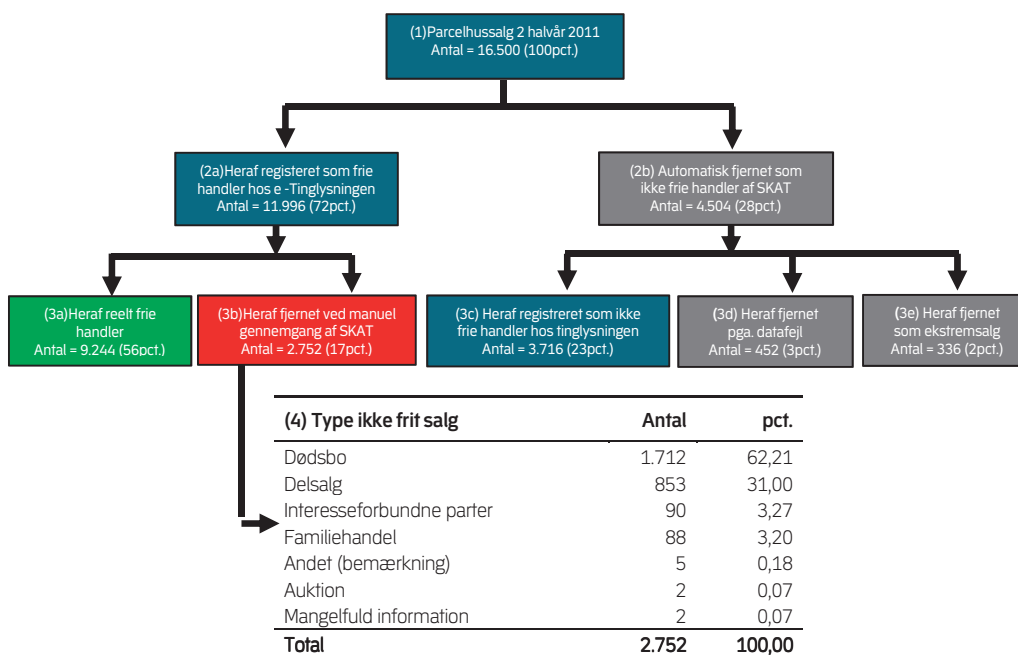 (1)Parcelhussalg 2 halvår 2011
Antal = 16.500 (100pct.)
(2a)Heraf registeret som frie
handler hos e -Tinglysningen
Antal = 11.996 (72pct.)
(2b) Automatisk fjernet som
ikke frie handler af SKAT
Antal = 4.504 (28pct.)
(3a)Heraf reelt frie
handler
Antal = 9.244 (56pct.)
(3b)Heraf fjernet ved manuel
gennemgang af SKAT
Antal = 2.752 (17pct.)
(3c) Heraf registreret som ikke
frie handler hos tinglysningen
Antal = 3.716 (23pct.)
(3d) Heraf fjernet
pga. datafejl
Antal = 452 (3pct.)
(3e) Heraf fjernet
som ekstremsalg
Antal = 336 (2pct.)
(4) Type ikke frit salg Antal pct.
Dødsbo 1.712 62,21
Delsalg 853 31,00
Interesseforbundne parter 90 3,27
Familiehandel 88 3,20
Andet (bemærkning) 5 0,18
Auktion 2 0,07
Mangelfuld information 2 0,07
Total 2.752 100,00